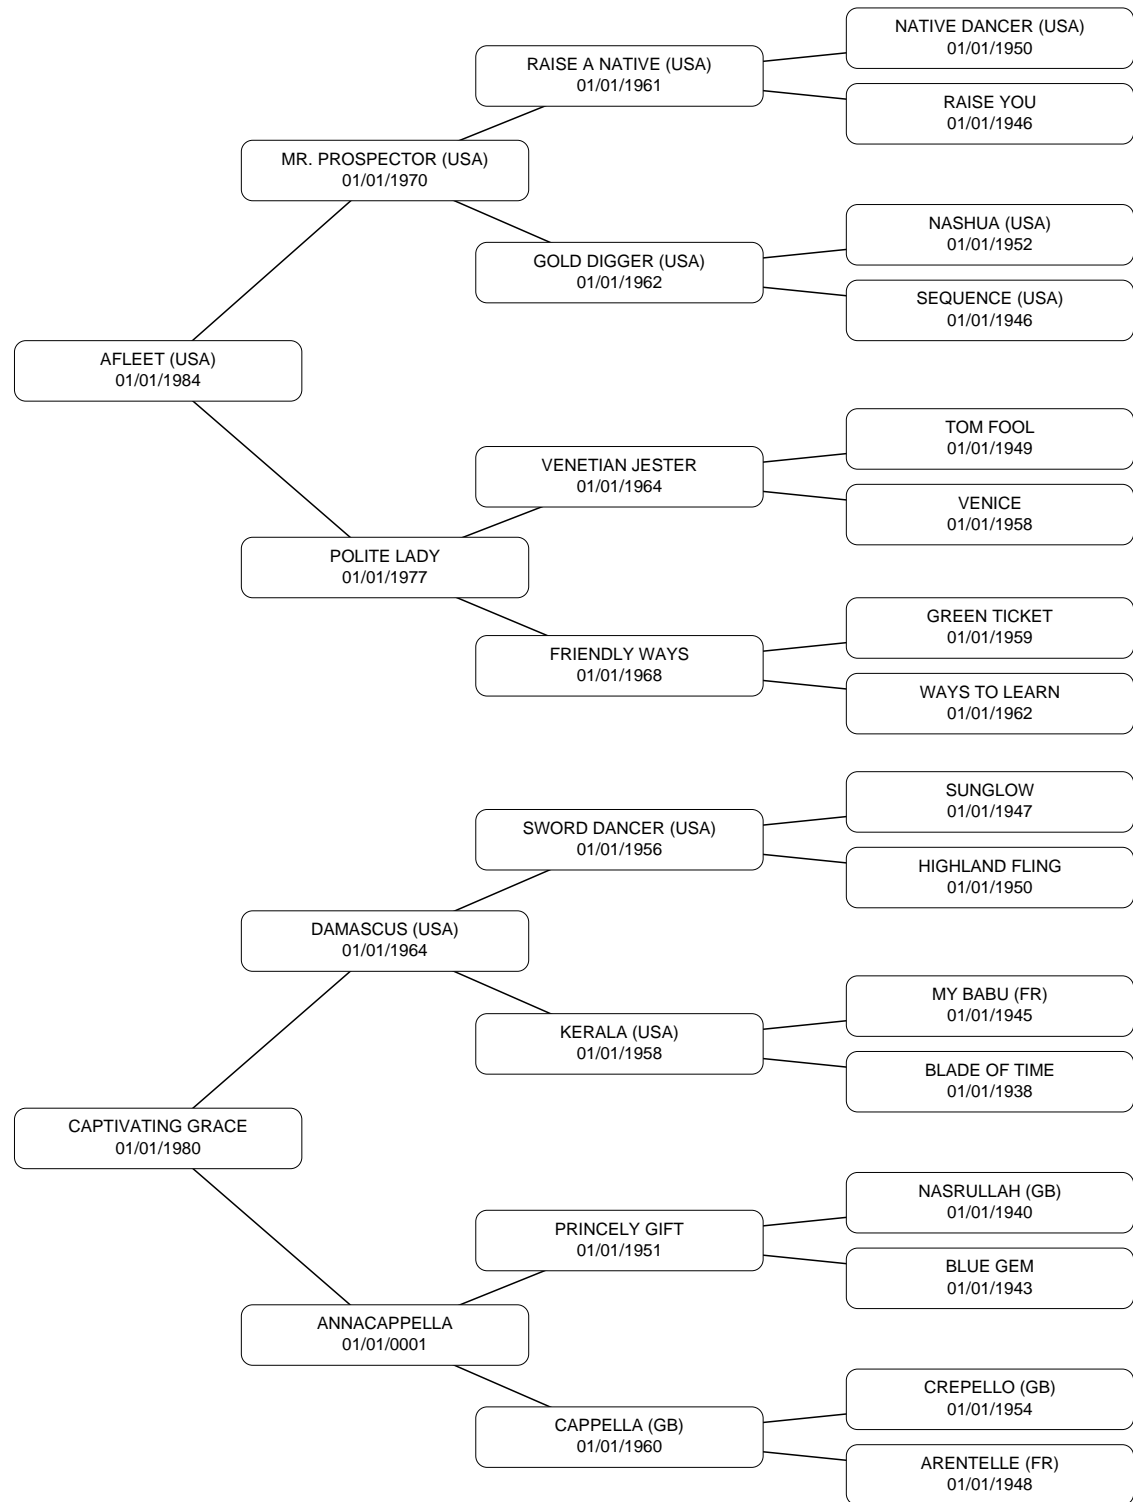 NATIVE DANCER (USA)
01/01/1950
RAISE A NATIVE (USA)
01/01/1961
RAISE YOU
01/01/1946
MR. PROSPECTOR (USA)
01/01/1970
NASHUA (USA)
01/01/1952
GOLD DIGGER (USA)
01/01/1962
SEQUENCE (USA)
01/01/1946
AFLEET (USA)
01/01/1984
TOM FOOL
01/01/1949
VENETIAN JESTER
01/01/1964
VENICE
01/01/1958
POLITE LADY
01/01/1977
GREEN TICKET
01/01/1959
FRIENDLY WAYS
01/01/1968
WAYS TO LEARN
01/01/1962
SUNGLOW
01/01/1947
SWORD DANCER (USA)
01/01/1956
HIGHLAND FLING
01/01/1950
DAMASCUS (USA)
01/01/1964
MY BABU (FR)
01/01/1945
KERALA (USA)
01/01/1958
BLADE OF TIME
01/01/1938
CAPTIVATING GRACE
01/01/1980
NASRULLAH (GB)
01/01/1940
PRINCELY GIFT
01/01/1951
BLUE GEM
01/01/1943
ANNACAPPELLA
01/01/0001
CREPELLO (GB)
01/01/1954
CAPPELLA (GB)
01/01/1960
ARENTELLE (FR)
01/01/1948